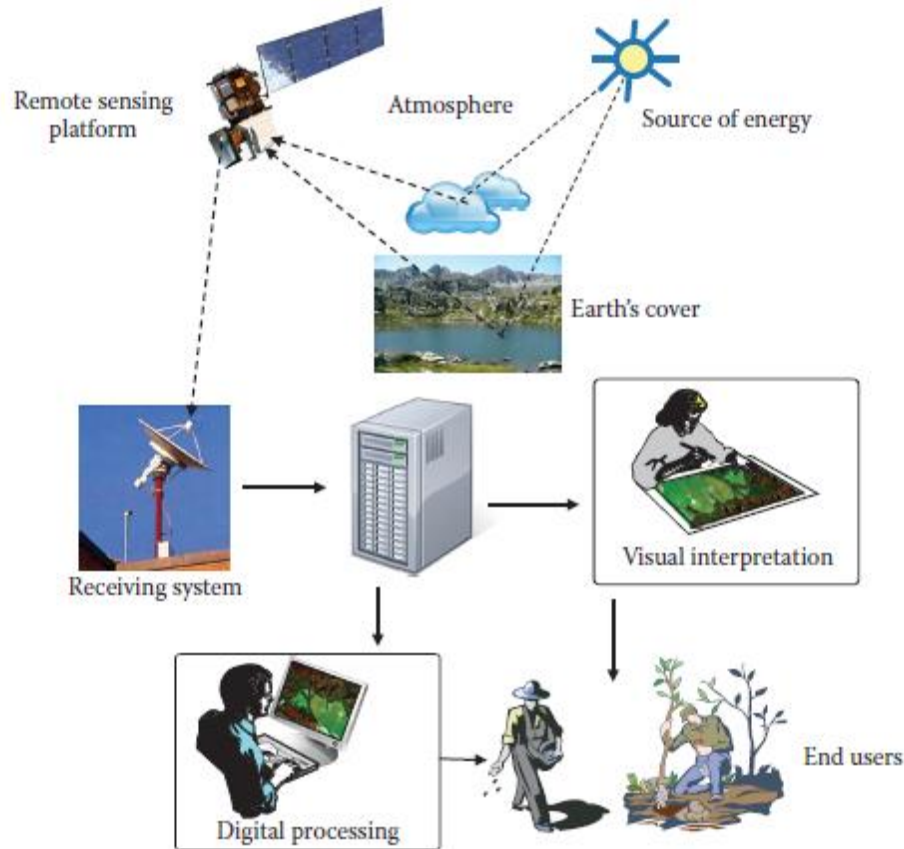 Remote sensing
platform
Atmosphere
Source of energy
Earth's cover
Receiving system
Visual interpretation
Digital processing
End users